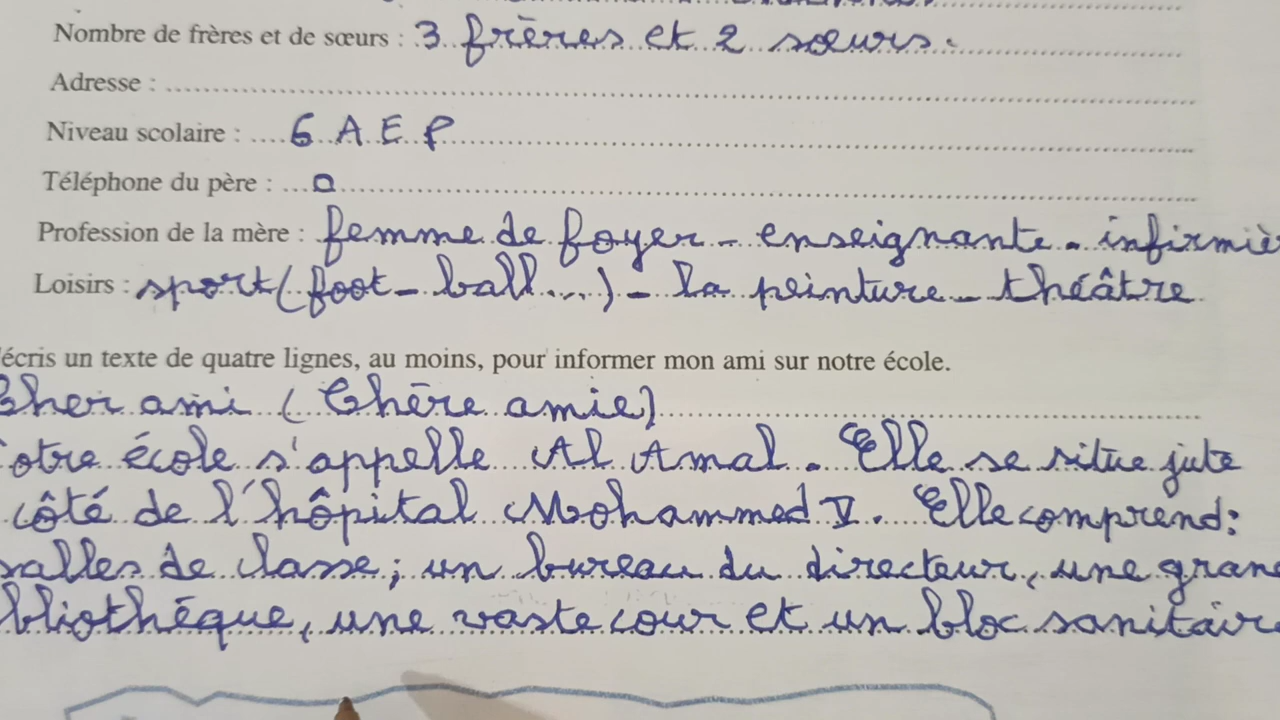 Nombre de frères et de sœurs : 3 frères et 2 sœurs.
Adresse :
Niveau scolaire : 6 A E P
Téléphone du père : 0
Profession de la mère : femme de foyer - enseignante - infirmiè
Loisirs : sport (foot-ball...) - la peinture - théâtre
écris un texte de quatre lignes, au moins, pour informer mon ami sur notre école.
Cher ami (Chère amie)
otre école s'appelle Al Amal. Elle se situe jute
côté de l'hôpital Mohammed V. Elle comprend:
salles de classe; un bureau du directeur, une gran
bliothèque, une vaste cour et un bloc sanitaire